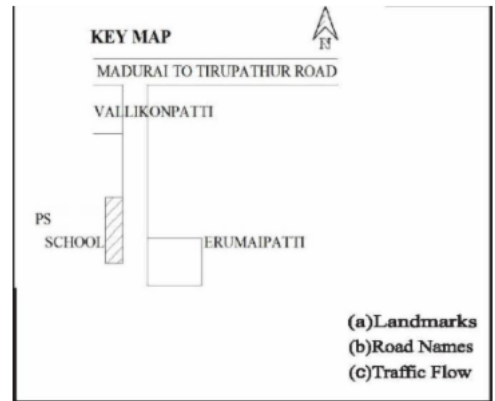 N
KEY MAP
MADURAI TO TIRUPATHUR ROAD
VALLIKONPATTI
PS
SCHOOL
ERUMAIPATTI
(a)Landmarks
(b)Road Names
(c)Traffic Flow